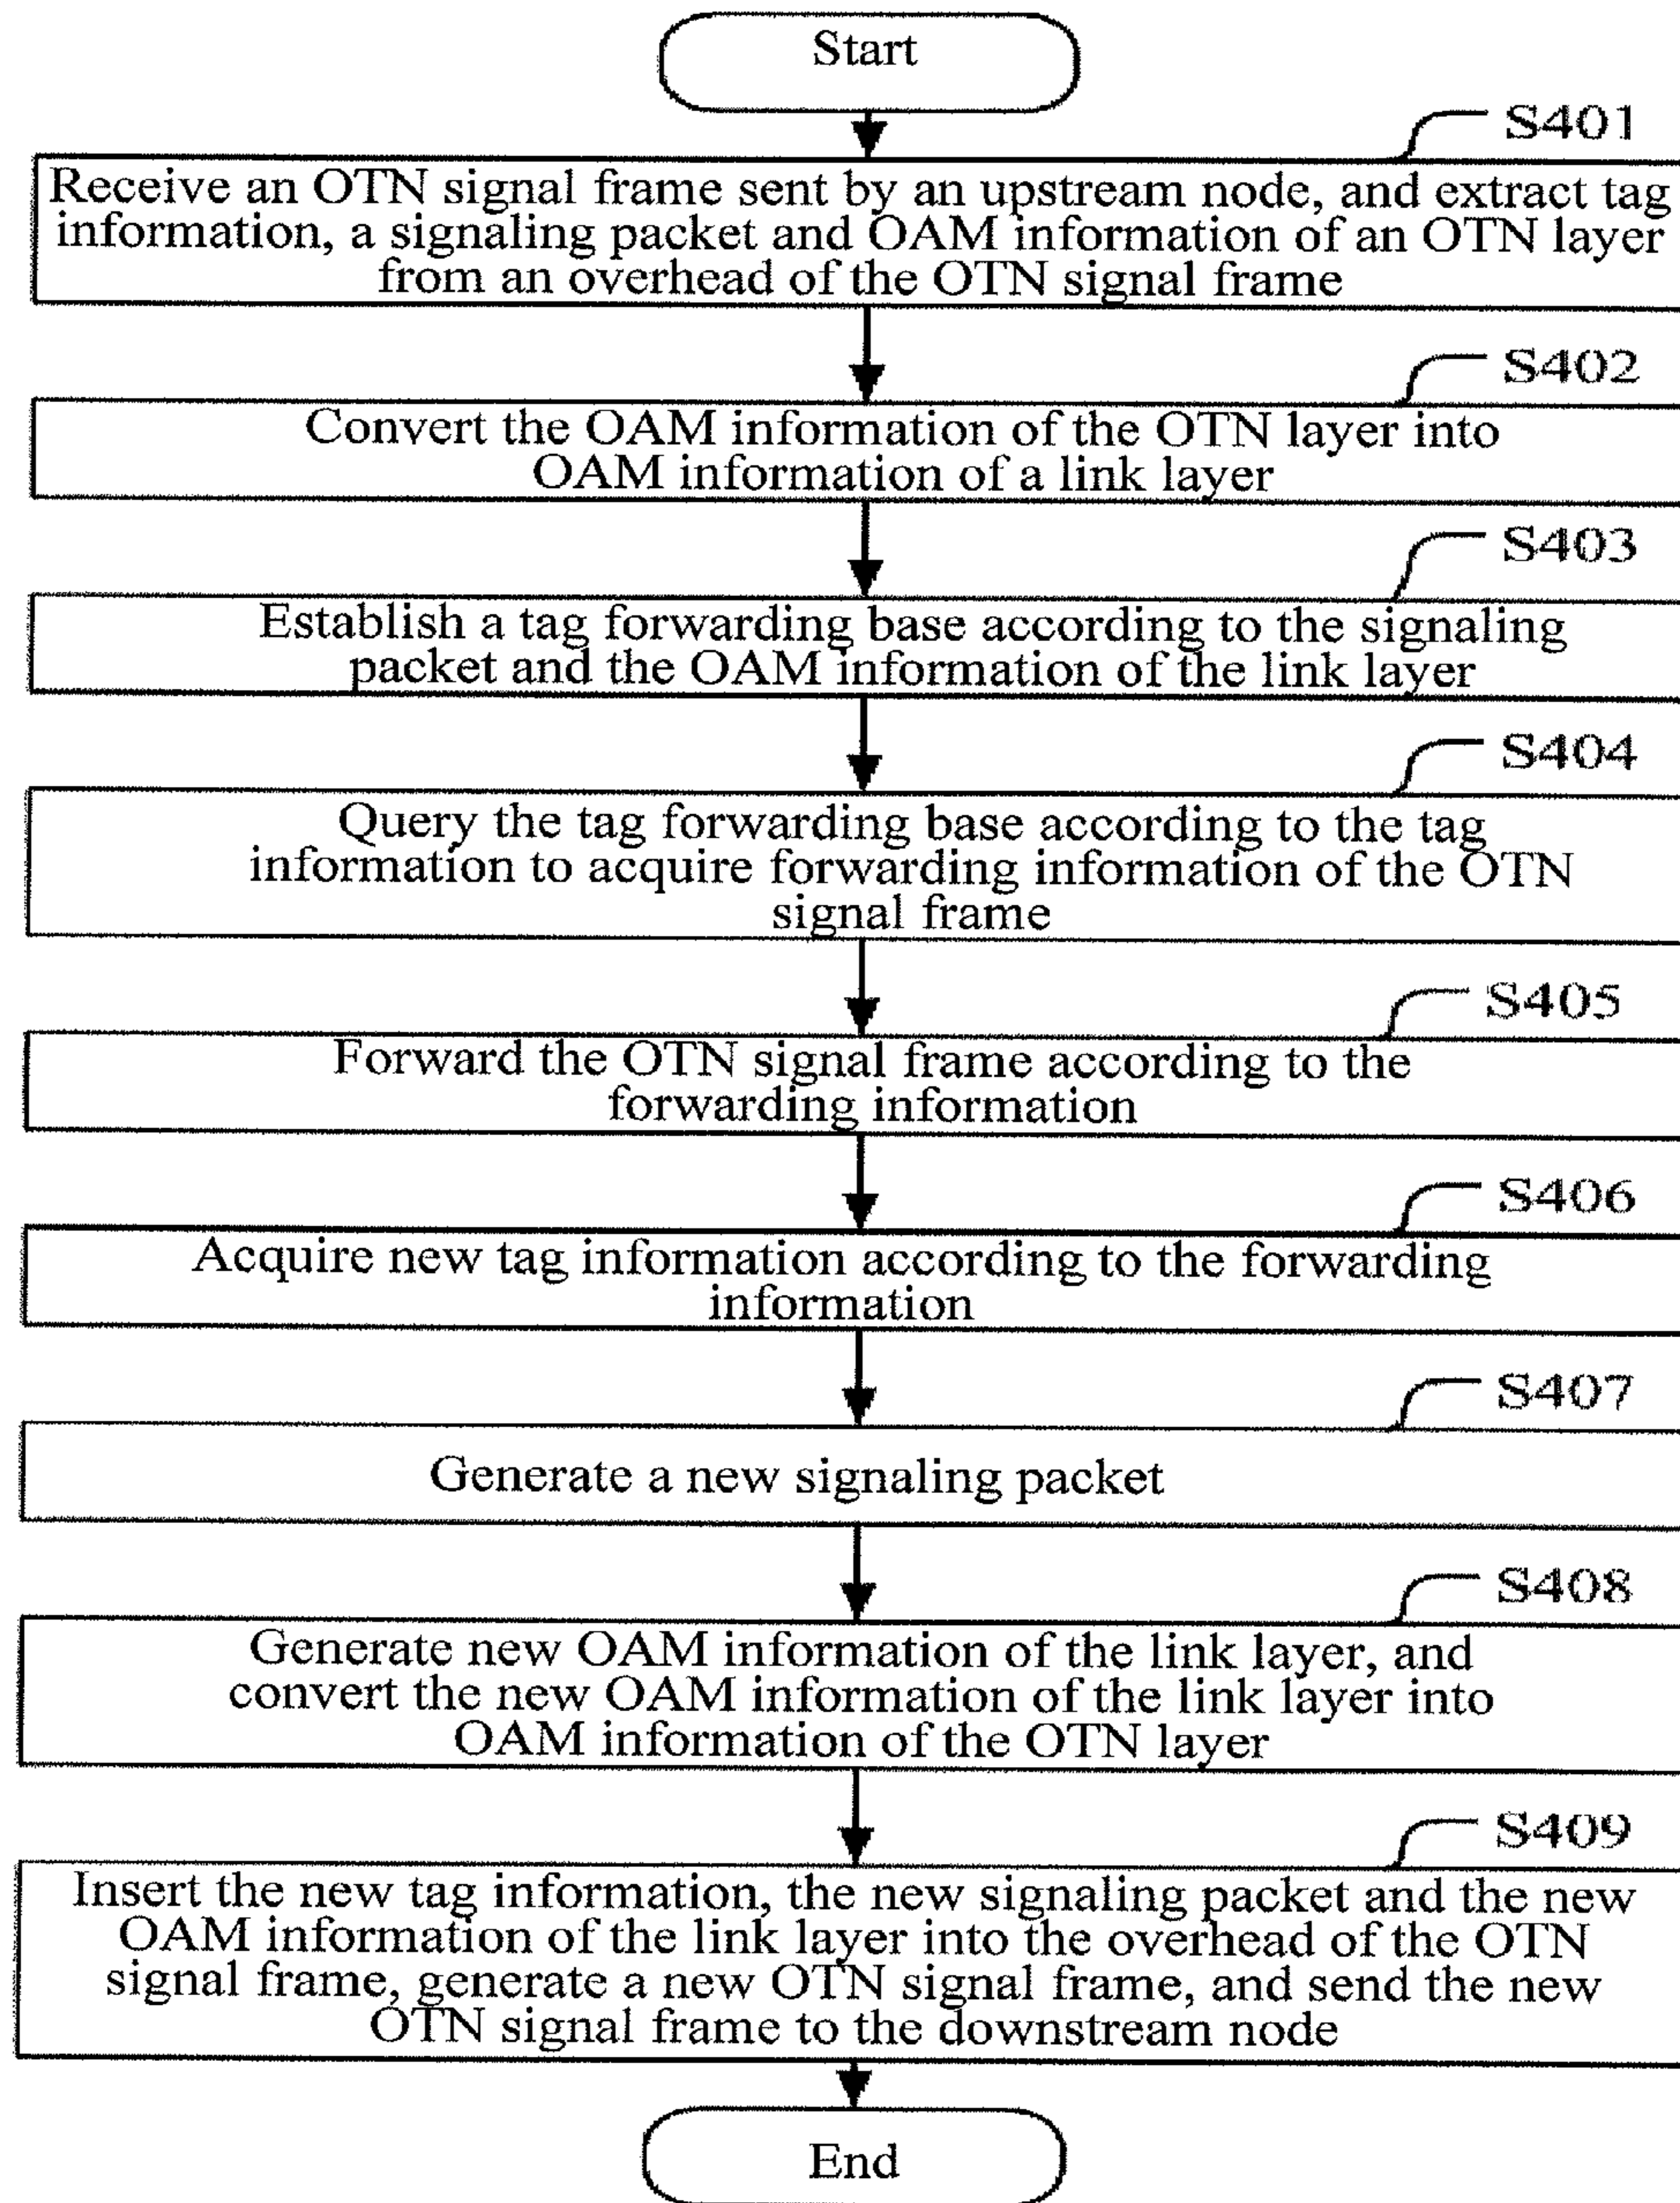 Start
S401
Receive an OTN signal frame sent by an upstream node, and extract tag
information, a signaling packet and OAM information of an OTN layer
from an overhead of the OTN signal frame
S402
Convert the OAM information of the OTN layer into
OAM information of a link layer
S403
Establish a tag forwarding base according to the signaling
packet and the OAM information of the link layer
S404
Query the tag forwarding base according to the tag
information to acquire forwarding information of the OTN
signal frame
S405
Forward the OTN signal frame according to the
forwarding information
S406
Acquire new tag information according to the forwarding
information
S407
Generate a new signaling packet
S408
Generate new OAM information of the link layer, and
convert the new OAM information of the link layer into
OAM information of the OTN layer
S409
Insert the new tag information, the new signaling packet and the new
OAM information of the link layer into the overhead of the OTN
signal frame, generate a new OTN signal frame, and send the new
OTN signal frame to the downstream node
End